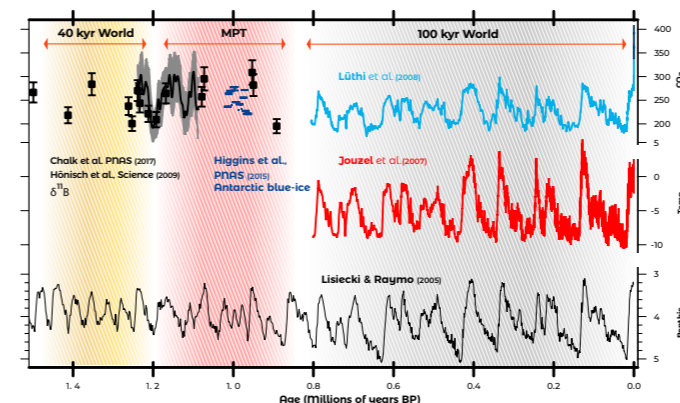 40 kyr World
MPT
100 kyr World
400
350
300
250
200
5
Lüthi et al. (2008)
Chalk et al. PNAS (2017)
Hönisch et al., Science (2009)
δ¹¹B
Higgins et al.,
PNAS (2015)
Antarctic blue-ice
Jouzel et al. (2007)
0
-5
-10
Lisiecki & Raymo (2005)
3
4
5
1.4
1.2
1.0
0.8
0.6
0.4
0.2
0.0
Age (Millions of years BP)